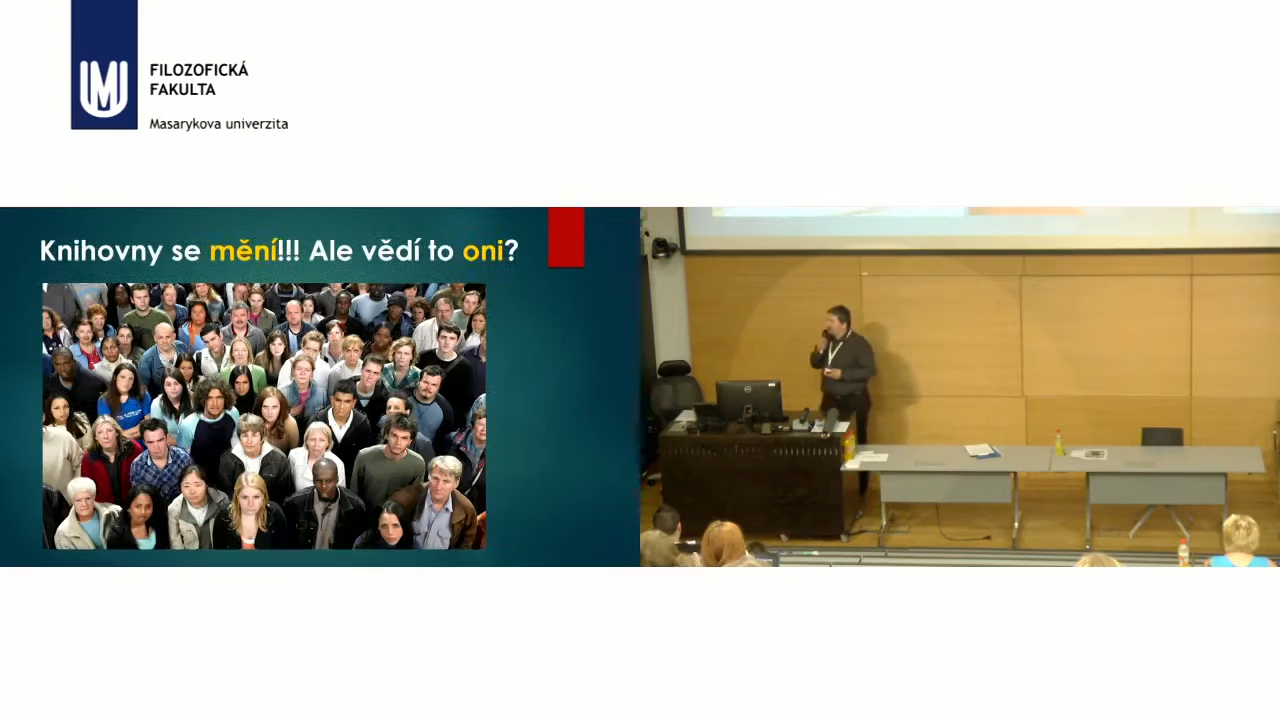 FILOZOFICKÁ
FAKULTA
Masarykova univerzita
Knihovny se mění!!! Ale vědí to oni?